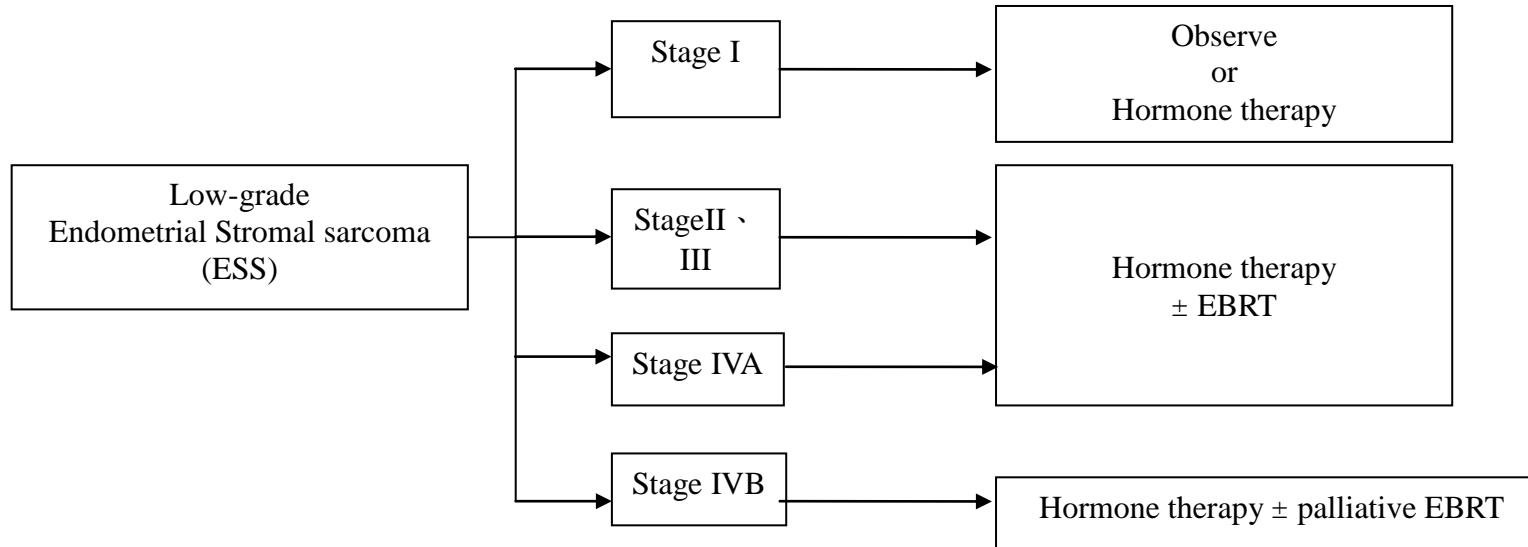 Stage I
Observe
or
Hormone therapy
Low-grade
Endometrial Stromal sarcoma
(ESS)
StageII、
III
Hormone therapy
± EBRT
Stage IVA
Stage IVB
Hormone therapy ± palliative EBRT